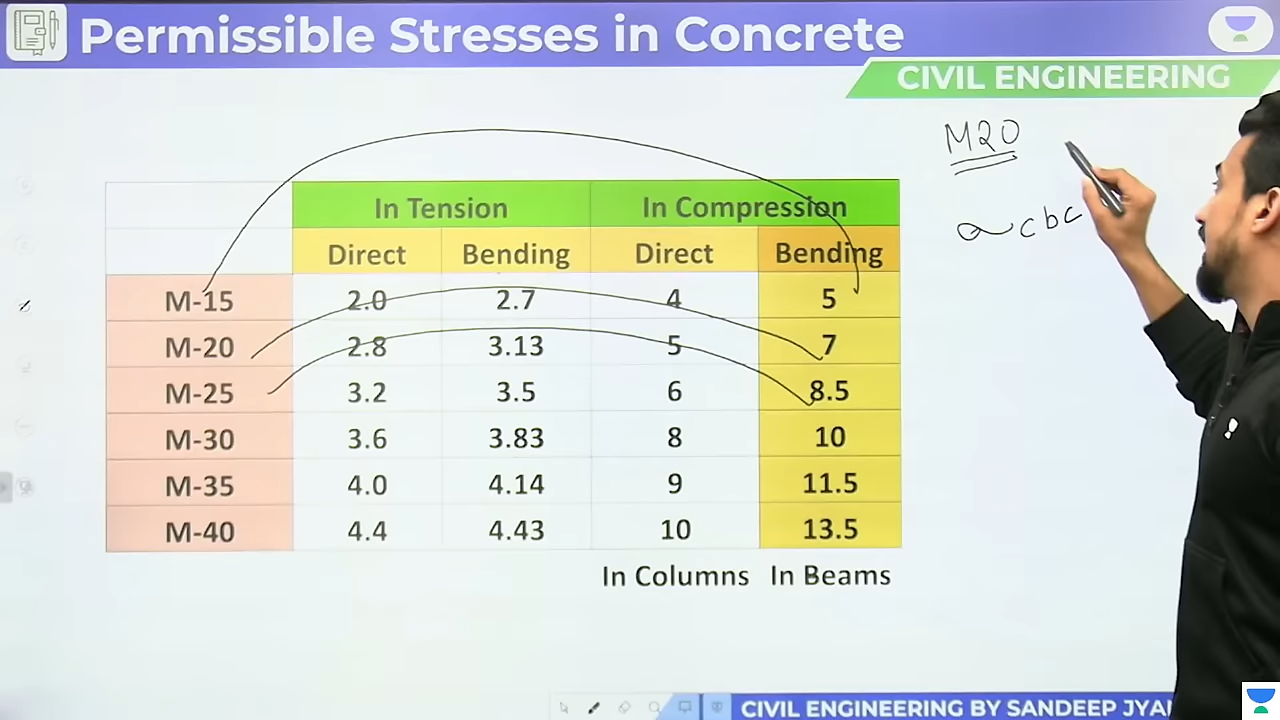 Permissible Stresses in Concrete
CIVIL ENGINEERING
M20
σcbc
In Tension In Compression
Direct Bending Direct Bending
M-15 2.0 2.7 4 5
M-20 2.8 3.13 5 7
M-25 3.2 3.5 6 8.5
M-30 3.6 3.83 8 10
M-35 4.0 4.14 9 11.5
M-40 4.4 4.43 10 13.5
In Columns In Beams
CIVIL ENGINEERING BY SANDEEP